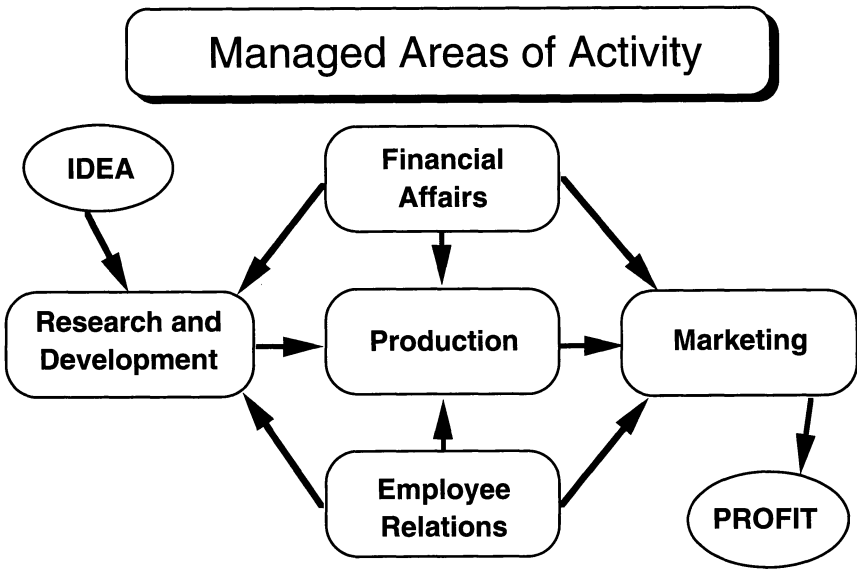 Managed Areas of Activity
IDEA
Financial
Affairs
Research and
Development
Production
Marketing
Employee
Relations
PROFIT